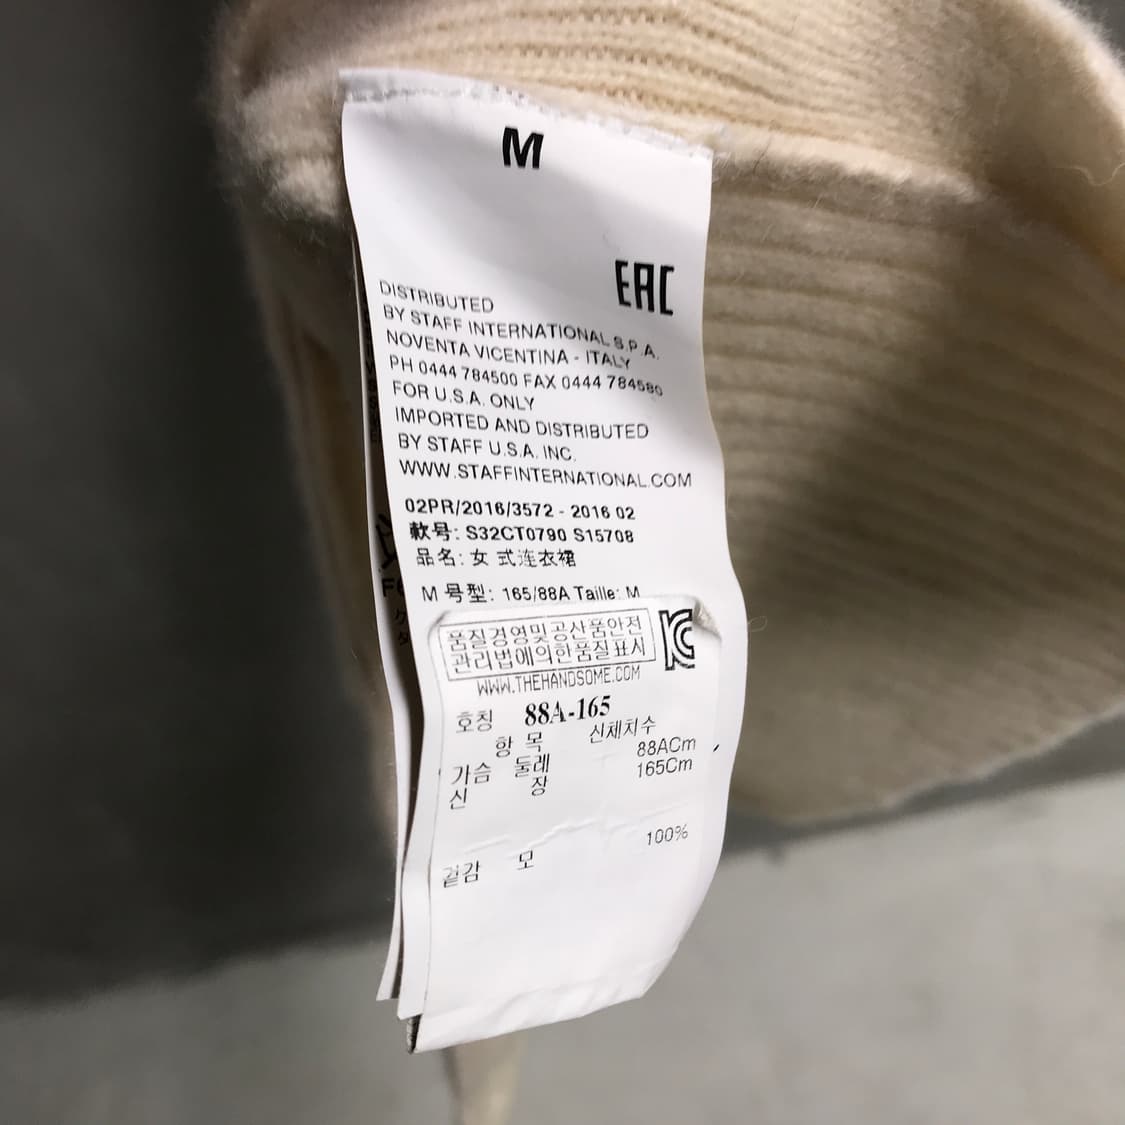 M
EAC
DISTRIBUTED
BY STAFF INTERNATIONAL S.P.A.
NOVENTA VICENTINA - ITALY
PH 0444 784500 FAX 0444 784580
FOR U.S.A. ONLY
IMPORTED AND DISTRIBUTED
BY STAFF U.S.A. INC.
WWW.STAFFINTERNATIONAL.COM
02PR/2016/3572 - 2016 02
款号: S32CT0790 S15708
品名: 女 式连衣裙
M 号型: 165/88A Taille: M
품질경영및공산품안전
관리법에의한품질표시
WWW.THEHANDSOME.COM
호칭 88A-165
항 목 신체치수
가슴 둘레 88ACm
신 장 165Cm
겉감 모 100%